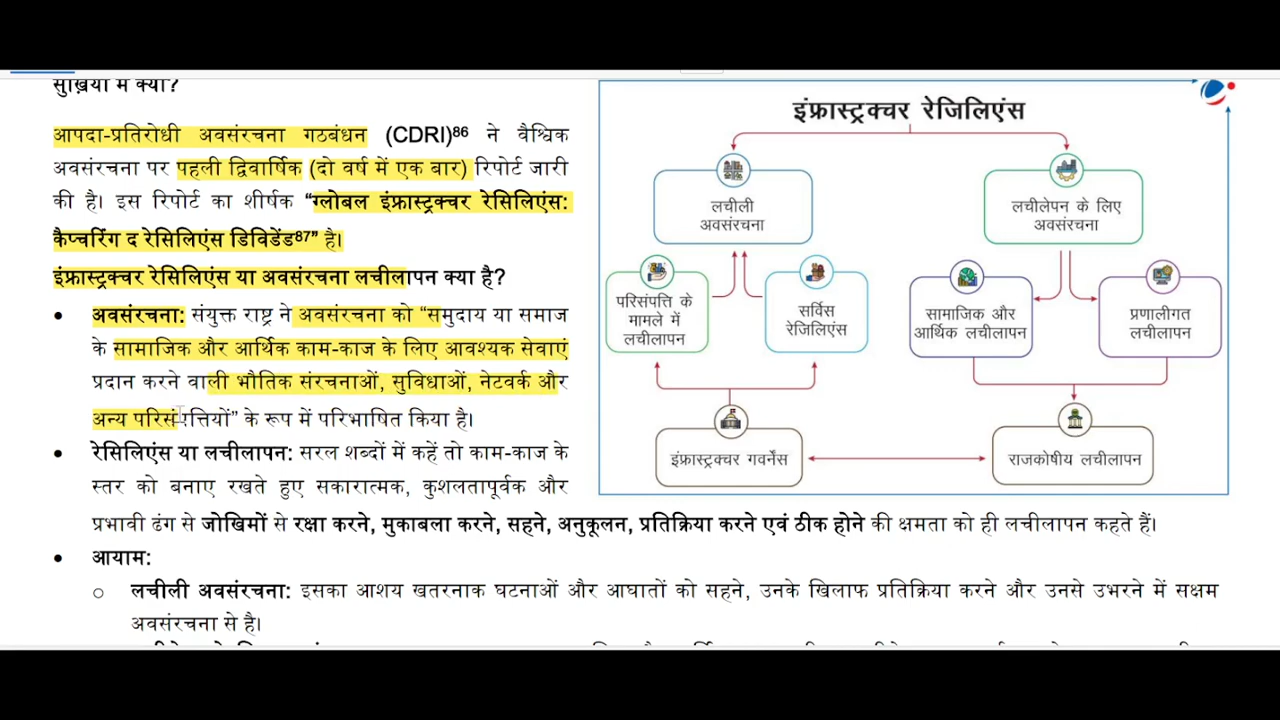 सुर्ख़ियों में क्यों?
आपदा-प्रतिरोधी अवसंरचना गठबंधन (CDRI)86 ने वैश्विक
अवसंरचना पर पहली द्विवार्षिक (दो वर्ष में एक बार) रिपोर्ट जारी
की है। इस रिपोर्ट का शीर्षक “ग्लोबल इंफ्रास्ट्रक्चर रेसिलिएंस:
कैप्चरिंग द रेसिलिएंस डिविडेंड87” है।
इंफ्रास्ट्रक्चर रेसिलिएंस या अवसंरचना लचीलापन क्या है?
• अवसंरचना: संयुक्त राष्ट्र ने अवसंरचना को “समुदाय या समाज
के सामाजिक और आर्थिक काम-काज के लिए आवश्यक सेवाएं
प्रदान करने वाली भौतिक संरचनाओं, सुविधाओं, नेटवर्क और
अन्य परिसंपत्तियों” के रूप में परिभाषित किया है।
• रेसिलिएंस या लचीलापन: सरल शब्दों में कहें तो काम-काज के
स्तर को बनाए रखते हुए सकारात्मक, कुशलतापूर्वक और
प्रभावी ढंग से जोखिमों से रक्षा करने, मुकाबला करने, सहने, अनुकूलन, प्रतिक्रिया करने एवं ठीक होने की क्षमता को ही लचीलापन कहते हैं।
• आयाम:
○ लचीली अवसंरचना: इसका आशय खतरनाक घटनाओं और आघातों को सहने, उनके खिलाफ प्रतिक्रिया करने और उनसे उभरने में सक्षम
अवसंरचना से है।
इंफ्रास्ट्रक्चर रेजिलिएंस
लचीली
अवसंरचना
लचीलेपन के लिए
अवसंरचना
परिसंपत्ति के
मामले में
लचीलापन
सर्विस
रेजिलिएंस
सामाजिक और
आर्थिक लचीलापन
प्रणालीगत
लचीलापन
इंफ्रास्ट्रक्चर गवर्नेंस
राजकोषीय लचीलापन